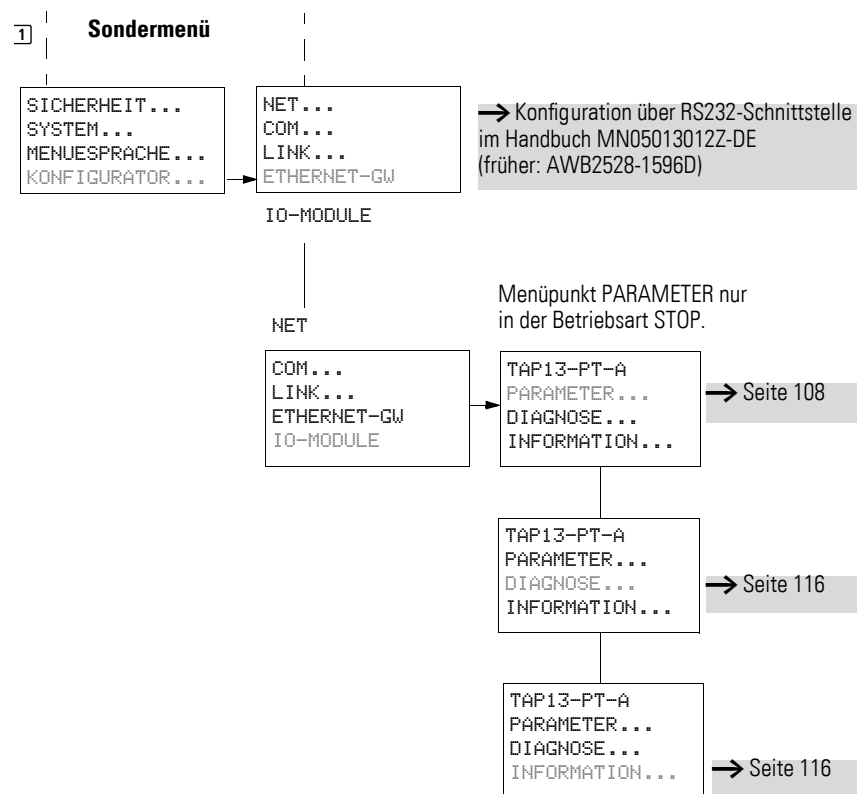 1
Sondermenü
SICHERHEIT...
SYSTEM...
MENUESPRACHE...
KONFIGURATOR...
NET...
COM...
LINK...
ETHERNET-GW
IO-MODULE
→ Konfiguration über RS232-Schnittstelle
im Handbuch MN05013012Z-DE
(früher: AWB2528-1596D)
Menüpunkt PARAMETER nur
in der Betriebsart STOP.
NET
COM...
LINK...
ETHERNET-GW
IO-MODULE
TAP13-PT-A
PARAMETER...
DIAGNOSE...
INFORMATION...
→ Seite 108
TAP13-PT-A
PARAMETER...
DIAGNOSE...
INFORMATION...
→ Seite 116
TAP13-PT-A
PARAMETER...
DIAGNOSE...
INFORMATION...
→ Seite 116